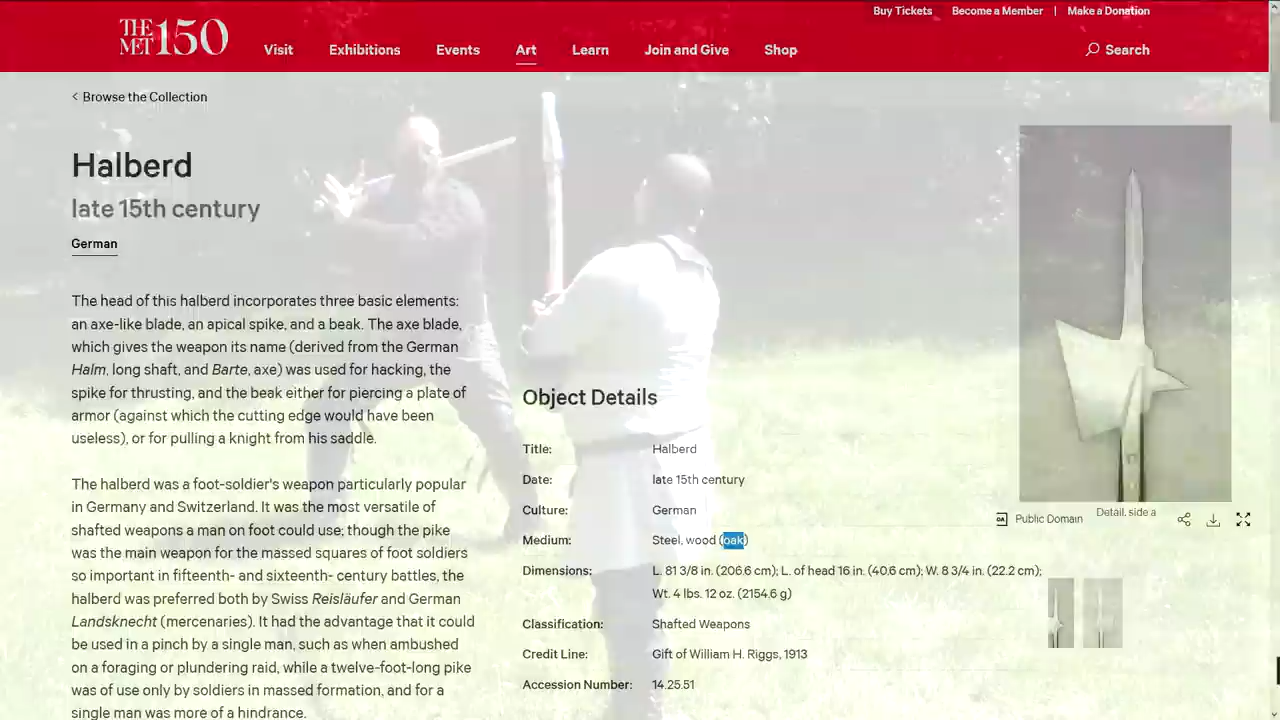 Buy Tickets Become a Member | Make a Donation
THE MET 150 Visit Exhibitions Events Art Learn Join and Give Shop Search
< Browse the Collection
Halberd
late 15th century
German
The head of this halberd incorporates three basic elements:
an axe-like blade, an apical spike, and a beak. The axe blade,
which gives the weapon its name (derived from the German
Halm, long shaft, and Barte, axe) was used for hacking, the
spike for thrusting, and the beak either for piercing a plate of
armor (against which the cutting edge would have been
useless), or for pulling a knight from his saddle.
The halberd was a foot-soldier's weapon particularly popular
in Germany and Switzerland. It was the most versatile of
shafted weapons a man on foot could use; though the pike
was the main weapon for the massed squares of foot soldiers
so important in fifteenth- and sixteenth- century battles, the
halberd was preferred both by Swiss Reisläufer and German
Landsknecht (mercenaries). It had the advantage that it could
be used in a pinch by a single man, such as when ambushed
on a foraging or plundering raid, while a twelve-foot-long pike
was of use only by soldiers in massed formation, and for a
single man was more of a hindrance.
Object Details
Title: Halberd
Date: late 15th century
Culture: German
Medium: Steel, wood (oak)
Dimensions: L. 81 3/8 in. (206.6 cm); L. of head 16 in. (40.6 cm); W. 8 3/4 in. (22.2 cm);
Wt. 4 lbs. 12 oz. (2154.6 g)
Classification: Shafted Weapons
Credit Line: Gift of William H. Riggs, 1913
Accession Number: 14.25.51
OA Public Domain
Detail, side a